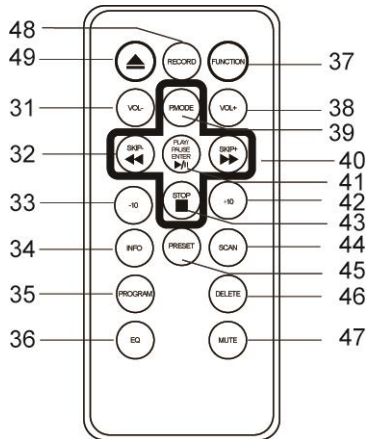 48
49
RECORD
FUNCTION
37
31
VOL-
P.MODE
VOL+
38
39
32
SKIP-
PLAY/
PAUSE
ENTER
SKIP+
40
41
33
-10
STOP
-10
42
43
34
INFO
PRESET
SCAN
44
45
35
PROGRAM
DELETE
46
36
EQ
MUTE
47